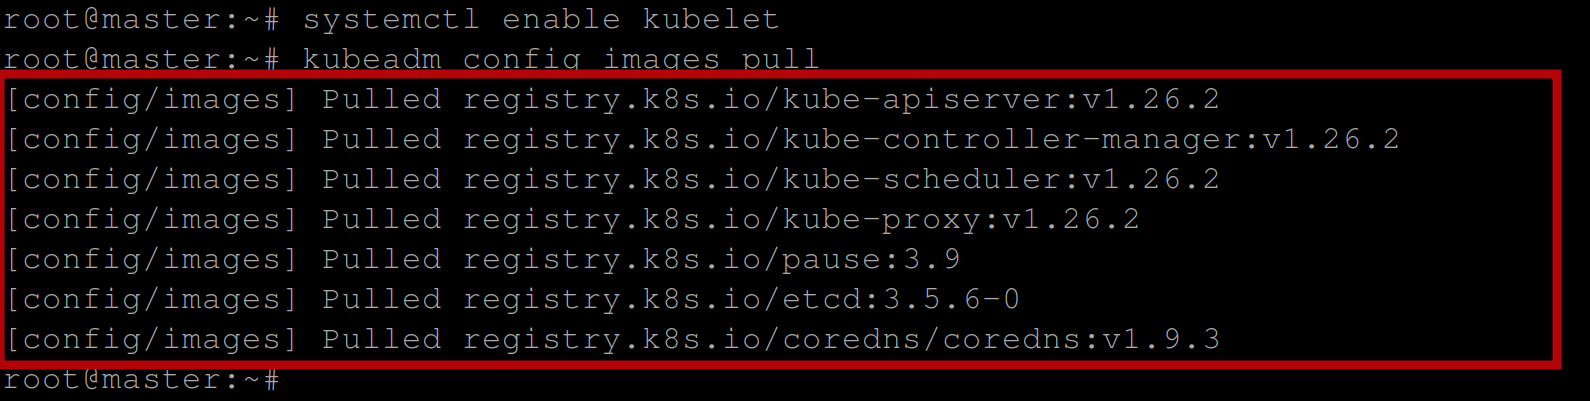 root@master:~# systemctl enable kubelet
root@master:~# kubeadm config images pull
[config/images] Pulled registry.k8s.io/kube-apiserver:v1.26.2
[config/images] Pulled registry.k8s.io/kube-controller-manager:v1.26.2
[config/images] Pulled registry.k8s.io/kube-scheduler:v1.26.2
[config/images] Pulled registry.k8s.io/kube-proxy:v1.26.2
[config/images] Pulled registry.k8s.io/pause:3.9
[config/images] Pulled registry.k8s.io/etcd:3.5.6-0
[config/images] Pulled registry.k8s.io/coredns/coredns:v1.9.3
root@master:~#